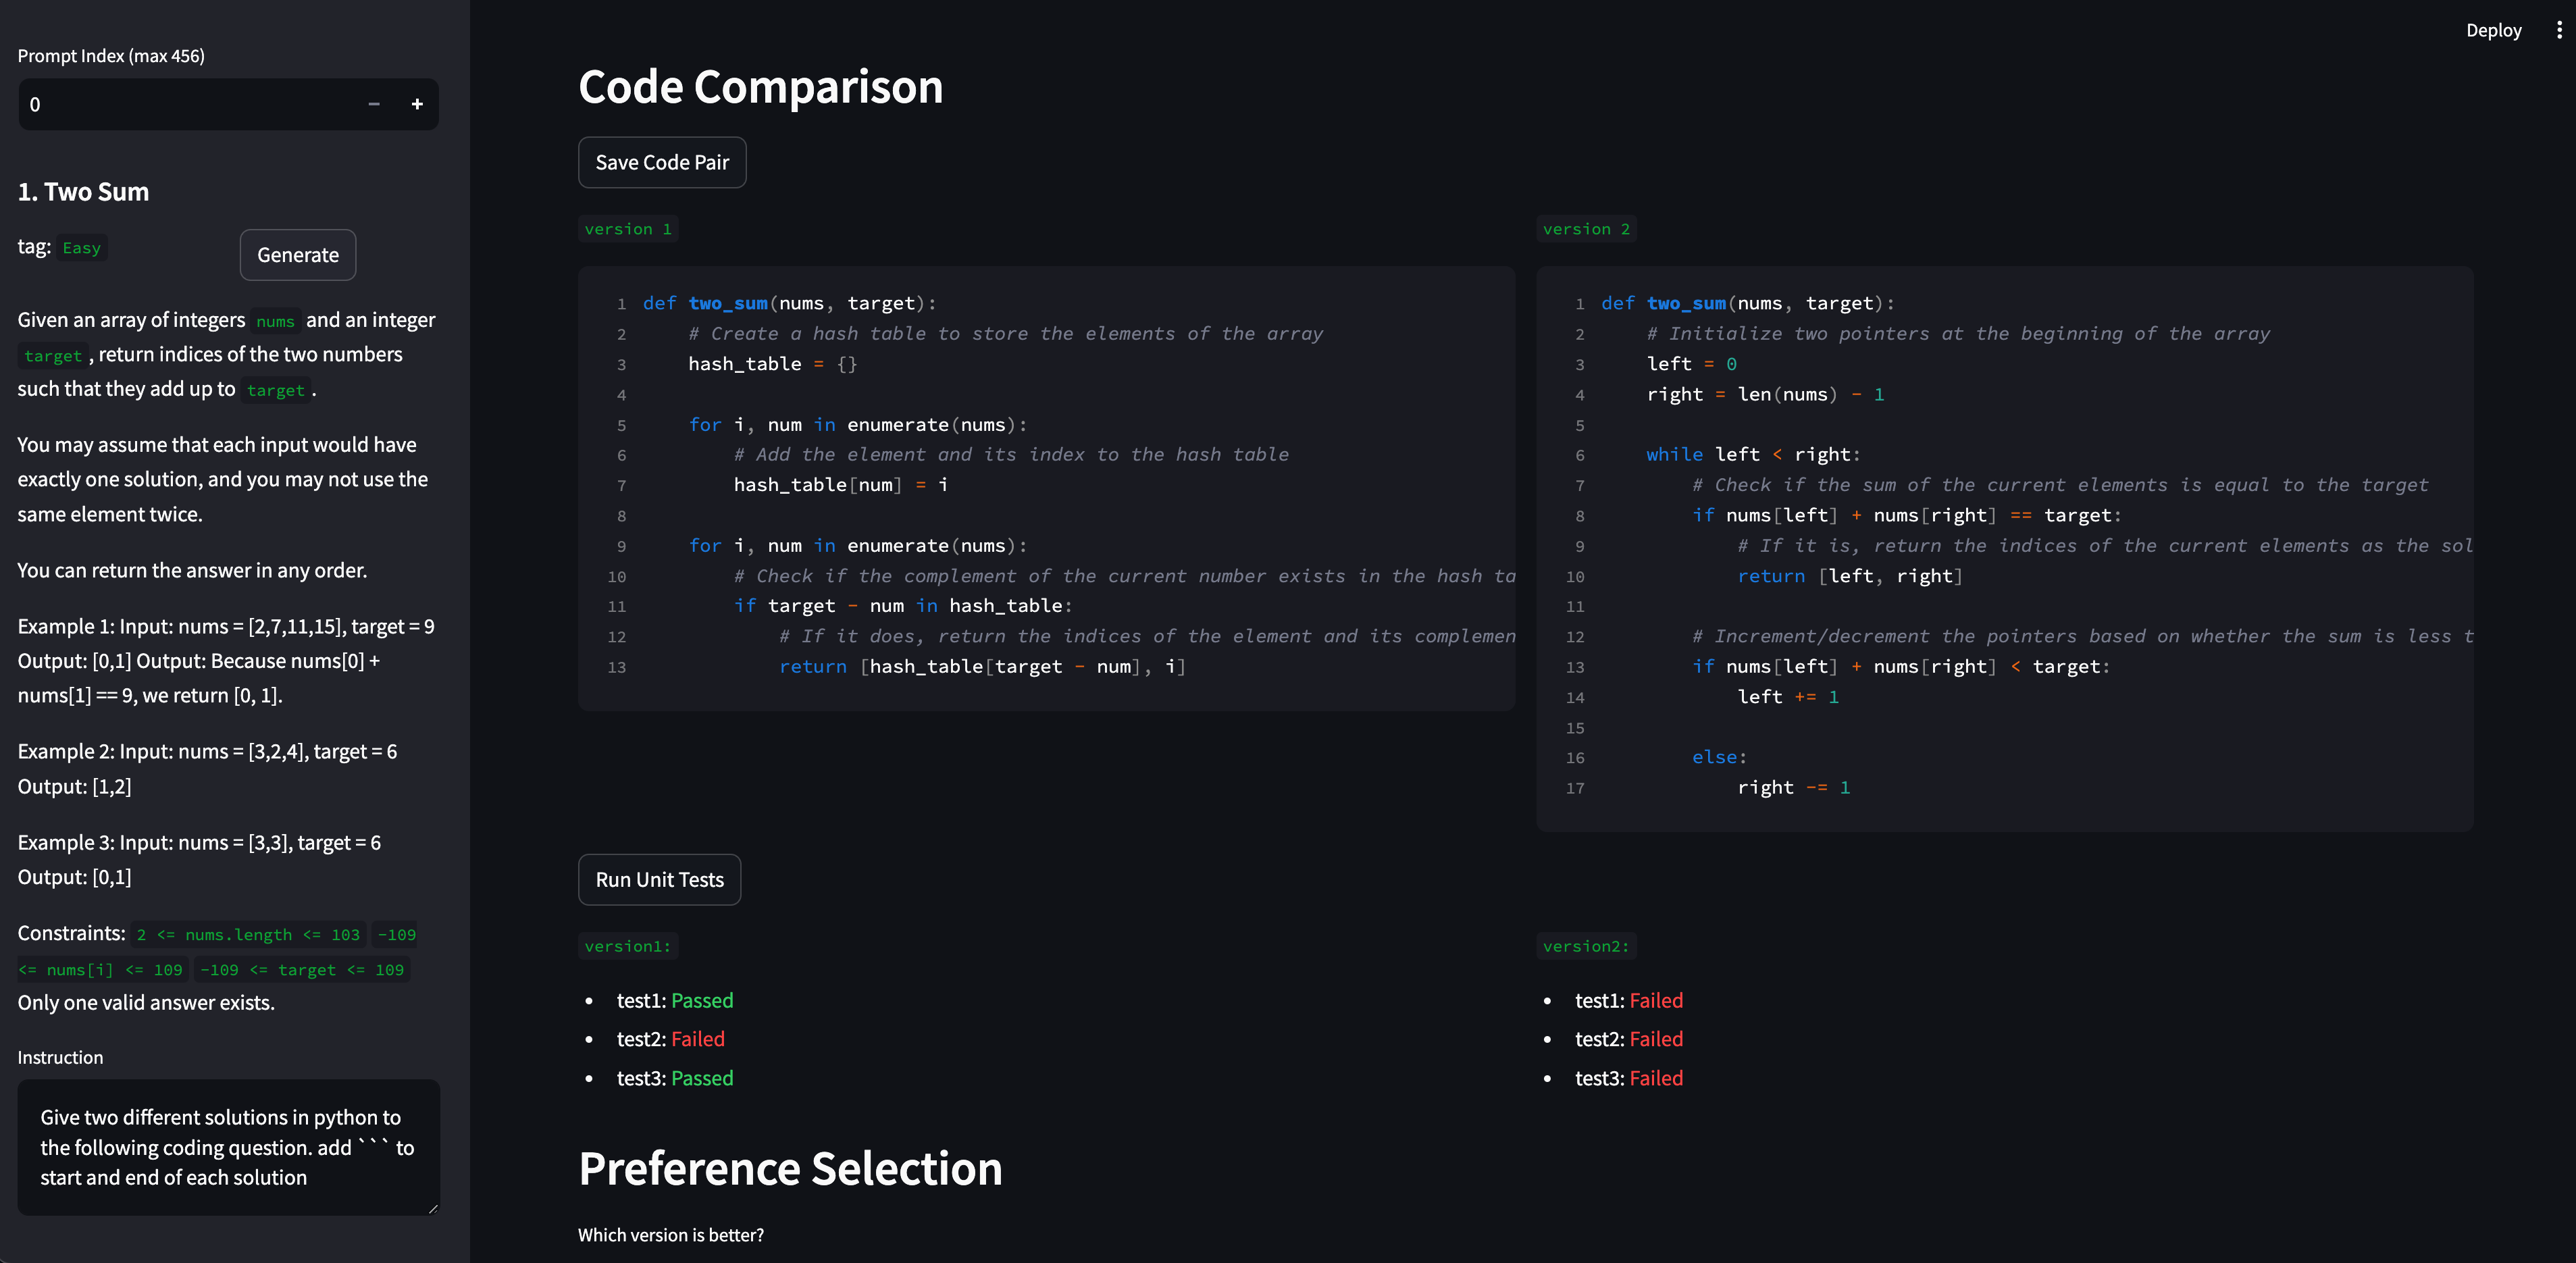 Deploy
Prompt Index (max 456)
0
1. Two Sum
tag: Easy
Generate
Given an array of integers nums and an integer
target, return indices of the two numbers
such that they add up to target.
You may assume that each input would have
exactly one solution, and you may not use the
same element twice.
You can return the answer in any order.
Example 1: Input: nums = [2,7,11,15], target = 9
Output: [0,1] Output: Because nums[0] +
nums[1] == 9, we return [0, 1].
Example 2: Input: nums = [3,2,4], target = 6
Output: [1,2]
Example 3: Input: nums = [3,3], target = 6
Output: [0,1]
Constraints: 2 <= nums.length <= 103 -109
<= nums[i] <= 109 -109 <= target <= 109
Only one valid answer exists.
Instruction
Give two different solutions in python to
the following coding question. add ``` to
start and end of each solution
Code Comparison
Save Code Pair
version 1
1 def two_sum(nums, target):
2     # Create a hash table to store the elements of the array
3     hash_table = {}
4
5     for i, num in enumerate(nums):
6         # Add the element and its index to the hash table
7         hash_table[num] = i
8
9     for i, num in enumerate(nums):
10         # Check if the complement of the current number exists in the hash ta
11         if target - num in hash_table:
12             # If it does, return the indices of the element and its complemen
13             return [hash_table[target - num], i]
version 2
1 def two_sum(nums, target):
2     # Initialize two pointers at the beginning of the array
3     left = 0
4     right = len(nums) - 1
5
6     while left < right:
7         # Check if the sum of the current elements is equal to the target
8         if nums[left] + nums[right] == target:
9             # If it is, return the indices of the current elements as the sol
10             return [left, right]
11
12         # Increment/decrement the pointers based on whether the sum is less t
13         if nums[left] + nums[right] < target:
14             left += 1
15
16         else:
17             right -= 1
Run Unit Tests
version1:
• test1: Passed
• test2: Failed
• test3: Passed
version2:
• test1: Failed
• test2: Failed
• test3: Failed
Preference Selection
Which version is better?